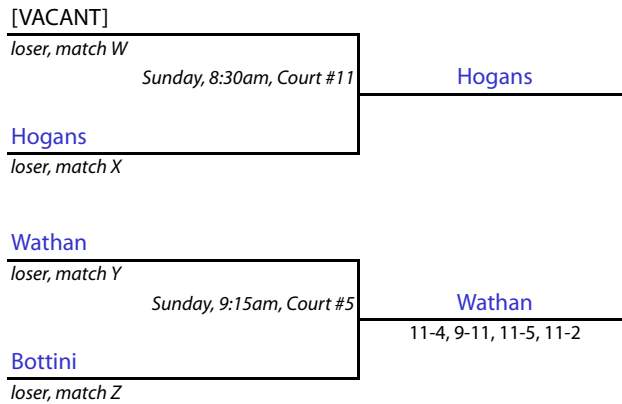 [VACANT]
loser, match W
Sunday, 8:30am, Court #11
Hogans
Hogans
loser, match X
Wathan
loser, match Y
Sunday, 9:15am, Court #5
Wathan
11-4, 9-11, 11-5, 11-2
Bottini
loser, match Z